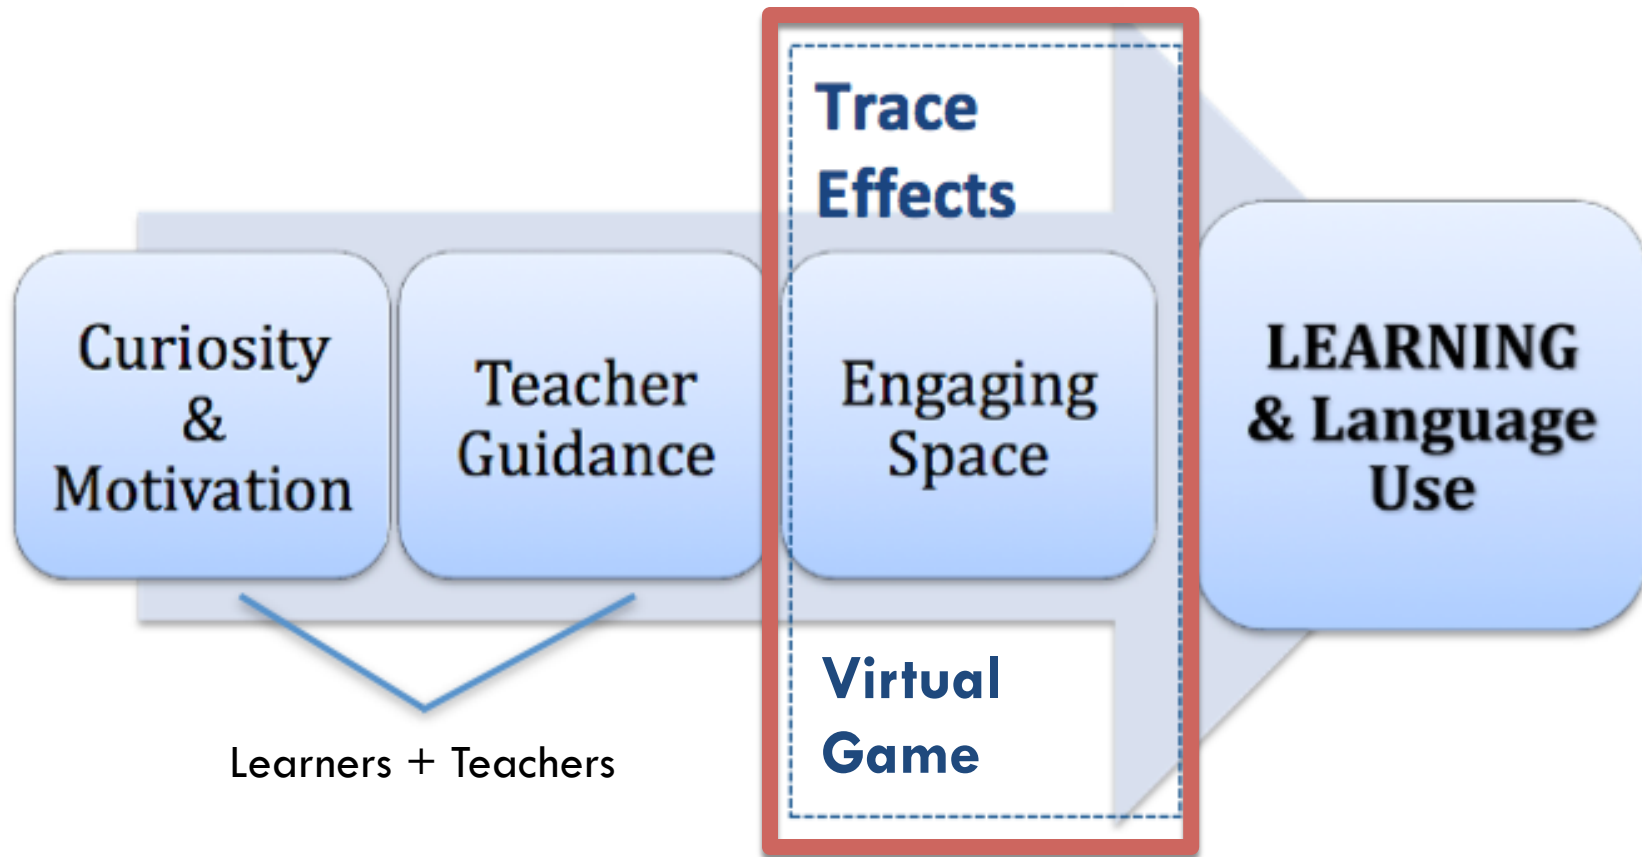 Trace
Effects
Curiosity
&
Motivation
Teacher
Guidance
Engaging
Space
LEARNING
& Language
Use
Virtual
Game
Learners + Teachers